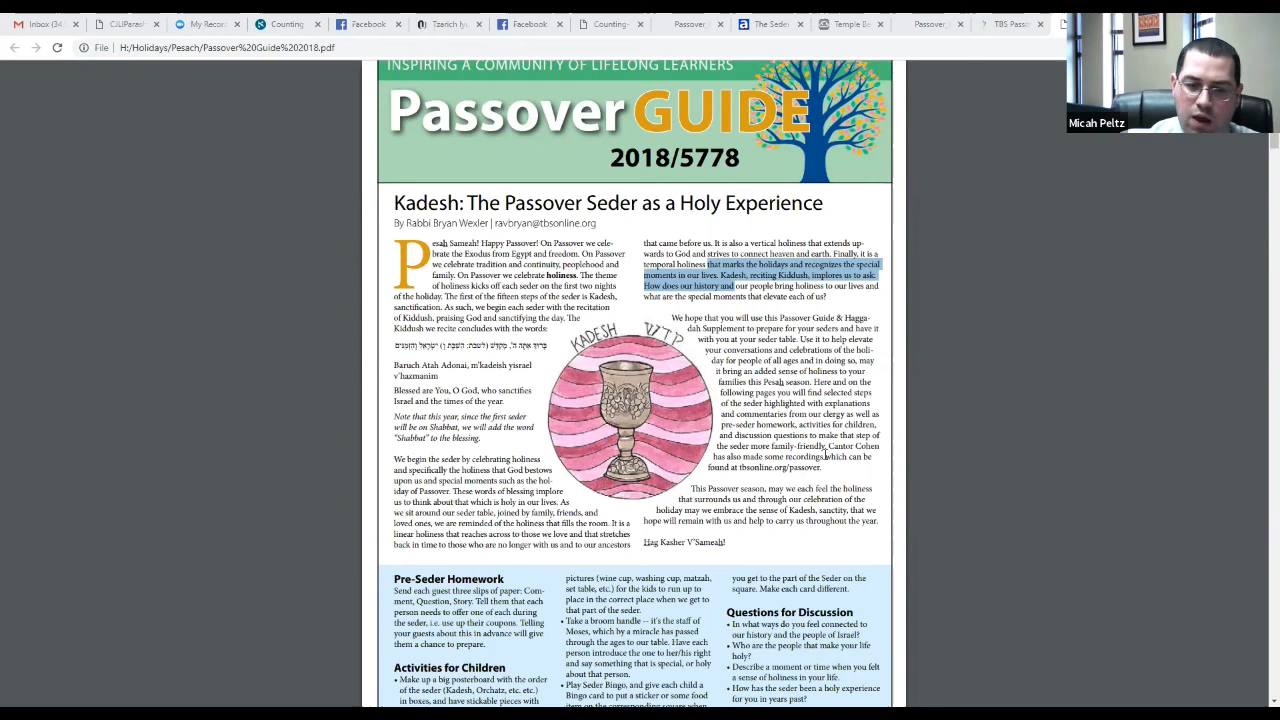 Inbox (34
CJLIParash
My Record
Counting
Facebook
Tzarich Iy
Facebook
Counting-
Passover_
The Seder
Temple Be
Passover_
TBS Passo
File | H:/Holidays/Pesach/Passover%20Guide%202018.pdf
Micah Peltz
INSPIRING A COMMUNITY OF LIFELONG LEARNERS
Passover GUIDE
2018/5778
Kadesh: The Passover Seder as a Holy Experience
By Rabbi Bryan Wexler | ravbryan@tbsonline.org
Pesah Sameah! Happy Passover! On Passover we cele-
brate the Exodus from Egypt and freedom. On Passover
we celebrate tradition and continuity, peoplehood and
family. On Passover we celebrate holiness. The theme
of holiness kicks off each seder on the first two nights
of the holiday. The first of the fifteen steps of the seder is Kadesh,
sanctification. As such, we begin each seder with the recitation
of Kiddush, praising God and sanctifying the day. The
Kiddush we recite concludes with the words:
בָּרוּךְ אַתָּה ה', מְקַדֵּשׁ (לשבת: הַשַּׁבָּת וְ) יִשְׂרָאֵל וְהַזְּמַנִּים
Baruch Atah Adonai, m'kadeish yisrael
v'hazmanim
Blessed are You, O God, who sanctifies
Israel and the times of the year.
Note that this year, since the first seder
will be on Shabbat, we will add the word
"Shabbat" to the blessing.
We begin the seder by celebrating holiness
and specifically the holiness that God bestows
upon us and special moments such as the hol-
iday of Passover. These words of blessing implore
us to think about that which is holy in our lives. As
we sit around our seder table, joined by family, friends, and
loved ones, we are reminded of the holiness that fills the room. It is a
linear holiness that reaches across to those we love and that stretches
back in time to those who are no longer with us and to our ancestors
KADESH קדש
that came before us. It is also a vertical holiness that extends up-
wards to God and strives to connect heaven and earth. Finally, it is a
temporal holiness that marks the holidays and recognizes the special
moments in our lives. Kadesh, reciting Kiddush, implores us to ask:
How does our history and our people bring holiness to our lives and
what are the special moments that elevate each of us?
We hope that you will use this Passover Guide & Hagga-
dah Supplement to prepare for your seders and have it
with you at your seder table. Use it to help elevate
your conversations and celebrations of the holi-
day for people of all ages and in doing so, may
it bring an added sense of holiness to your
families this Pesah season. Here and on the
following pages you will find selected steps
of the seder highlighted with explanations
and commentaries from our clergy as well as
pre-seder homework, activities for children,
and discussion questions to make that step of
the seder more family-friendly. Cantor Cohen
has also made some recordings which can be
found at tbsonline.org/passover.
This Passover season, may we each feel the holiness
that surrounds us and through our celebration of the
holiday may we embrace the sense of Kadesh, sanctity, that we
hope will remain with us and help to carry us throughout the year.
Hag Kasher V'Sameah!
Pre-Seder Homework
Send each guest three slips of paper: Com-
ment, Question, Story. Tell them that each
person needs to offer one of each during
the seder, i.e. use up their coupons. Telling
your guests about this in advance will give
them a chance to prepare.
Activities for Children
• Make up a big posterboard with the order
of the seder (Kadesh, Orchatz, etc. etc.)
in boxes, and have stickable pieces with
pictures (wine cup, washing cup, matzah,
set table, etc.) for the kids to run up to
place in the correct place when we get to
that part of the seder.
• Take a broom handle -- it's the staff of
Moses, which by a miracle has passed
through the ages to our table. Have each
person introduce the one to her/his right
and say something that is special, or holy
about that person.
• Play Seder Bingo, and give each child a
Bingo card to put a sticker or some food
item on the corresponding square when
you get to the part of the Seder on the
square. Make each card different.
Questions for Discussion
• In what ways do you feel connected to
our history and the people of Israel?
• Who are the people that make your life
holy?
• Describe a moment or time when you felt
a sense of holiness in your life.
• How has the seder been a holy experience
for you in years past?